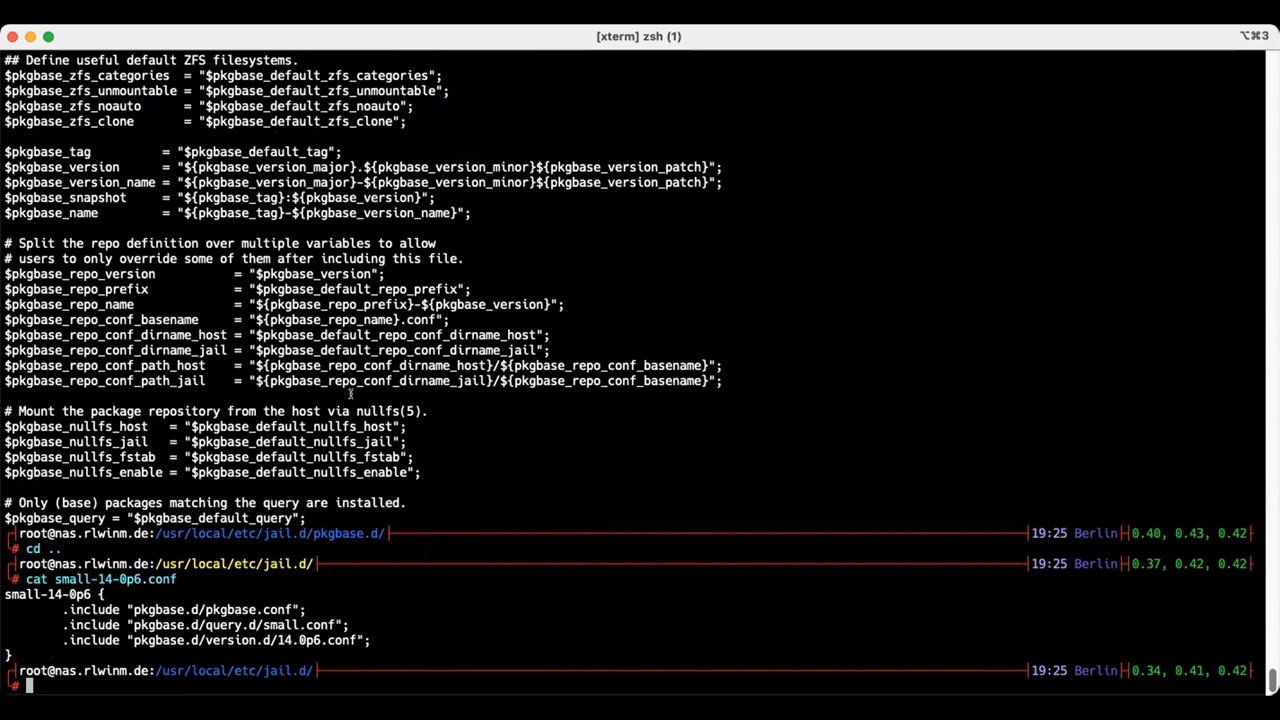 [xterm] zsh (1)
⌥⌘3
## Define useful default ZFS filesystems.
$pkgbase_zfs_categories  = "$pkgbase_default_zfs_categories";
$pkgbase_zfs_unmountable = "$pkgbase_default_zfs_unmountable";
$pkgbase_zfs_noauto      = "$pkgbase_default_zfs_noauto";
$pkgbase_zfs_clone       = "$pkgbase_default_zfs_clone";
$pkgbase_tag          = "$pkgbase_default_tag";
$pkgbase_version      = "${pkgbase_version_major}.${pkgbase_version_minor}${pkgbase_version_patch}";
$pkgbase_version_name = "${pkgbase_version_major}-${pkgbase_version_minor}${pkgbase_version_patch}";
$pkgbase_snapshot     = "${pkgbase_tag}:${pkgbase_version}";
$pkgbase_name         = "${pkgbase_tag}-${pkgbase_version_name}";
# Split the repo definition over multiple variables to allow
# users to only override some of them after including this file.
$pkgbase_repo_version           = "$pkgbase_version";
$pkgbase_repo_prefix            = "$pkgbase_default_repo_prefix";
$pkgbase_repo_name              = "${pkgbase_repo_prefix}-${pkgbase_version}";
$pkgbase_repo_conf_basename     = "${pkgbase_repo_name}.conf";
$pkgbase_repo_conf_dirname_host = "$pkgbase_default_repo_conf_dirname_host";
$pkgbase_repo_conf_dirname_jail = "$pkgbase_default_repo_conf_dirname_jail";
$pkgbase_repo_conf_path_host    = "${pkgbase_repo_conf_dirname_host}/${pkgbase_repo_conf_basename}";
$pkgbase_repo_conf_path_jail    = "${pkgbase_repo_conf_dirname_jail}/${pkgbase_repo_conf_basename}";
# Mount the package repository from the host via nullfs(5).
$pkgbase_nullfs_host   = "$pkgbase_default_nullfs_host";
$pkgbase_nullfs_jail   = "$pkgbase_default_nullfs_jail";
$pkgbase_nullfs_fstab  = "$pkgbase_default_nullfs_fstab";
$pkgbase_nullfs_enable = "$pkgbase_default_nullfs_enable";
# Only (base) packages matching the query are installed.
$pkgbase_query = "$pkgbase_default_query";
root@nas.rlwinm.de:/usr/local/etc/jail.d/pkgbase.d/ 19:25 Berlin 0.40, 0.43, 0.42
# cd ..
root@nas.rlwinm.de:/usr/local/etc/jail.d/ 19:25 Berlin 0.37, 0.42, 0.42
# cat small-14-0p6.conf
small-14-0p6 {
        .include "pkgbase.d/pkgbase.conf";
        .include "pkgbase.d/query.d/small.conf";
        .include "pkgbase.d/version.d/14.0p6.conf";
}
root@nas.rlwinm.de:/usr/local/etc/jail.d/ 19:25 Berlin 0.34, 0.41, 0.42
#